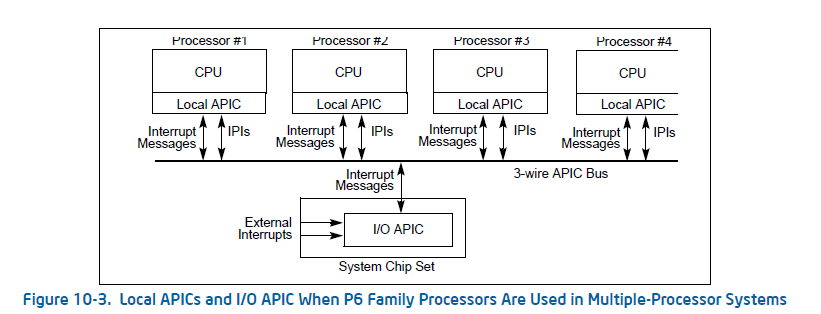 Processor #1 Processor #2 Processor #3 Processor #4
CPU CPU CPU CPU
Local APIC Local APIC Local APIC Local APIC
Interrupt Messages IPIs Interrupt Messages IPIs Interrupt Messages IPIs Interrupt Messages IPIs
3-wire APIC Bus
Interrupt
Messages
External
Interrupts
I/O APIC
System Chip Set
Figure 10-3. Local APICs and I/O APIC When P6 Family Processors Are Used in Multiple-Processor Systems